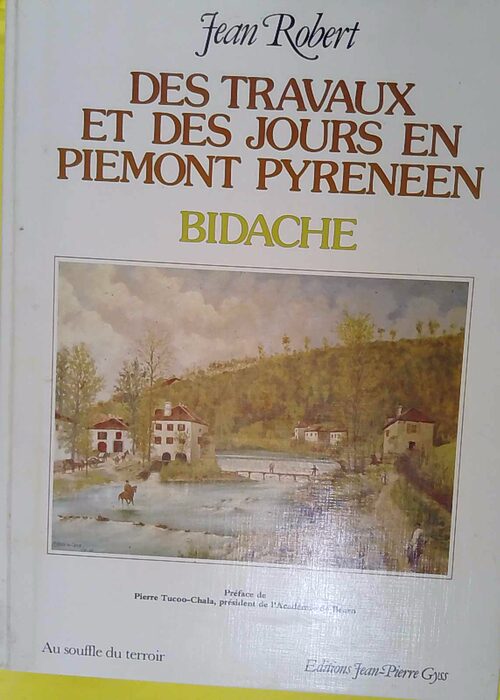 Jean Robert
DES TRAVAUX
ET DES JOURS EN
PIEMONT PYRENEEN
BIDACHE
Préface de
Pierre Tucoo-Chala, président de l'Académie de Bearn
Au souffle du terroir
Editions Jean-Pierre Gyss